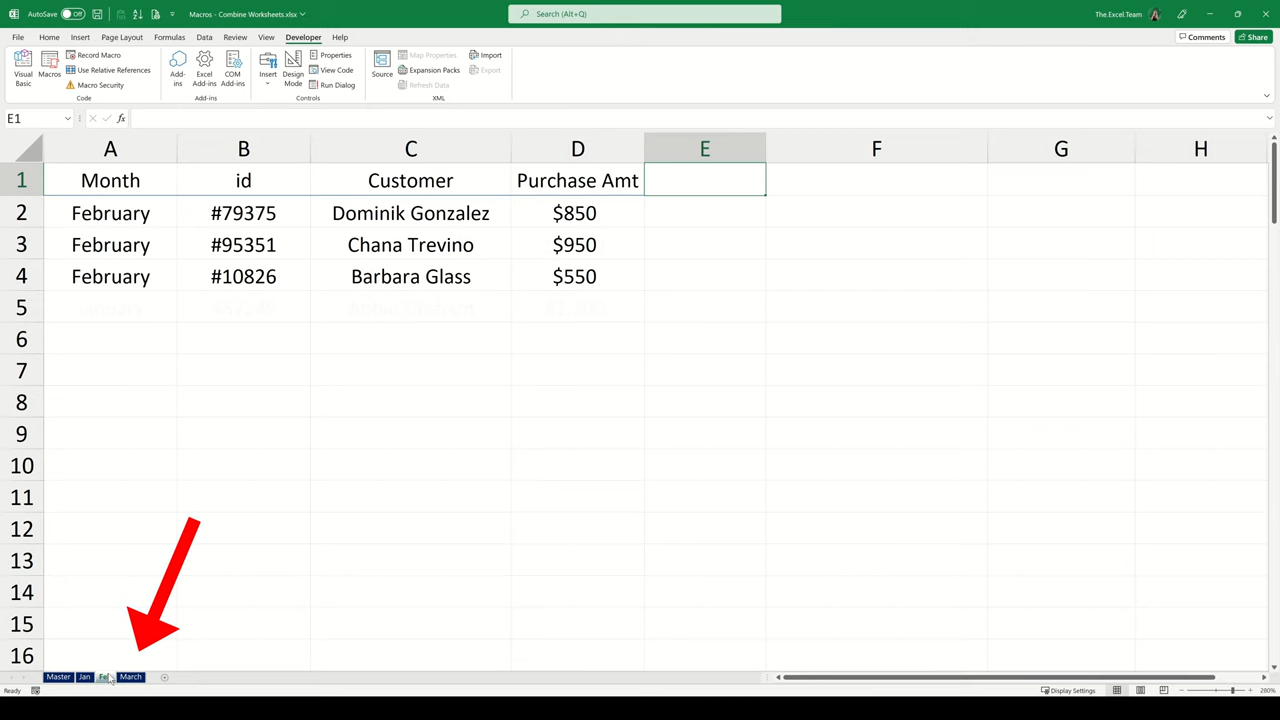 AutoSave Off Macros - Combine Worksheets.xlsx Search (Alt+Q) The.Excel.Team
File Home Insert Page Layout Formulas Data Review View Developer Help Comments Share
Visual Basic Macros Record Macro Use Relative References Macro Security Code
Add-ins Excel Add-ins COM Add-ins Add-ins
Insert Design Mode Properties View Code Run Dialog Controls
Source Map Properties Expansion Packs Refresh Data Import Export XML
E1 fx
A B C D E F G H
1 Month id Customer Purchase Amt
2 February #79375 Dominik Gonzalez $850
3 February #95351 Chana Trevino $950
4 February #10826 Barbara Glass $550
5
6
7
8
9
10
11
12
13
14
15
16
Master Jan March
Ready Display Settings 280%